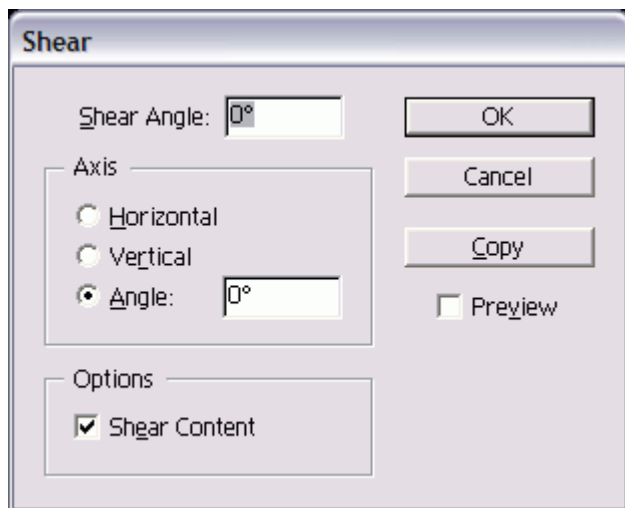 Shear
Shear Angle: 0°
OK
Axis
Cancel
Horizontal
Vertical
Copy
Angle: 0°
Preview
Options
Shear Content